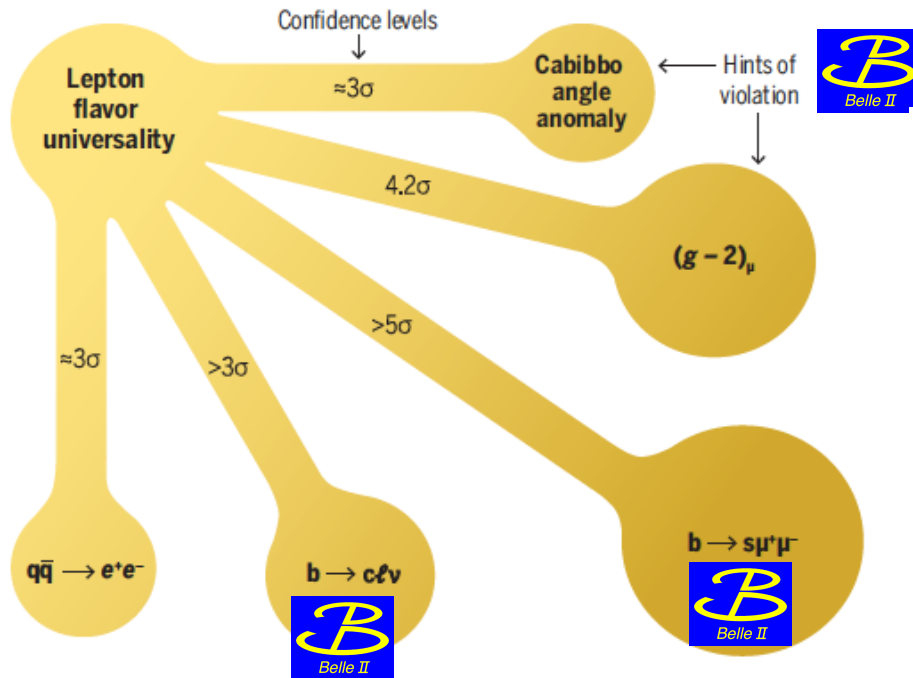 Confidence levels
Lepton
flavor
universality
≈3σ
Cabibbo
angle
anomaly
Hints of
violation
B
Belle II
4.2σ
(g − 2)μ
>5σ
≈3σ
>3σ
qq̅ → e⁺e⁻
b → cℓν
B
Belle II
b → sμ⁺μ⁻
B
Belle II